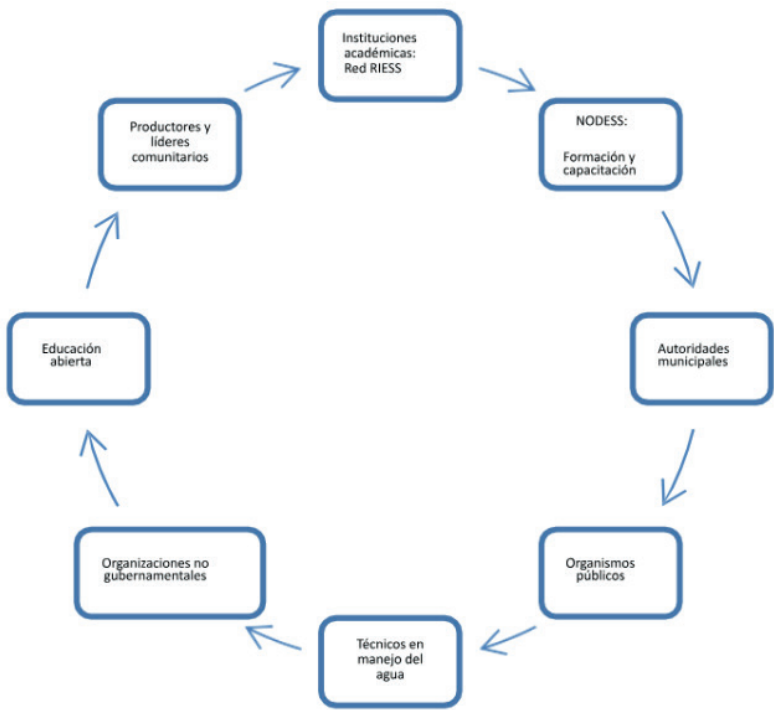 Instituciones
académicas:
Red RIESS
NODESS:
Formación y
capacitación
Autoridades
municipales
Organismos
públicos
Técnicos en
manejo del
agua
Organizaciones no
gubernamentales
Educación
abierta
Productores y
líderes
comunitarios